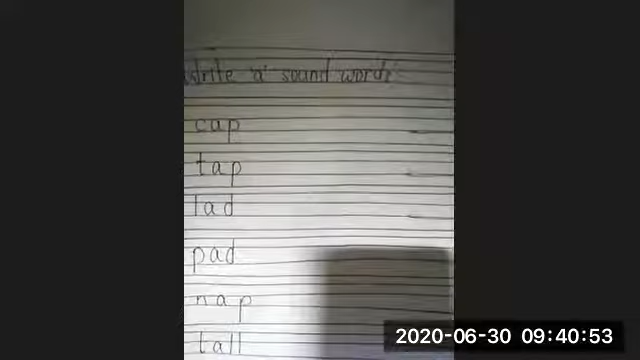 write 'a' sound words
cap
tap
lad
pad
nap
tall
2020-06-30 09:40:53